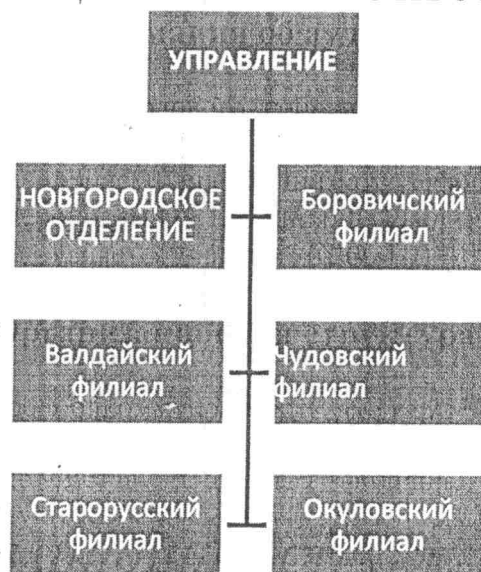 УПРАВЛЕНИЕ
НОВГОРОДСКОЕ
ОТДЕЛЕНИЕ
Боровичский
филиал
Валдайский
филиал
Чудовский
филиал
Старорусский
филиал
Окуловский
филиал